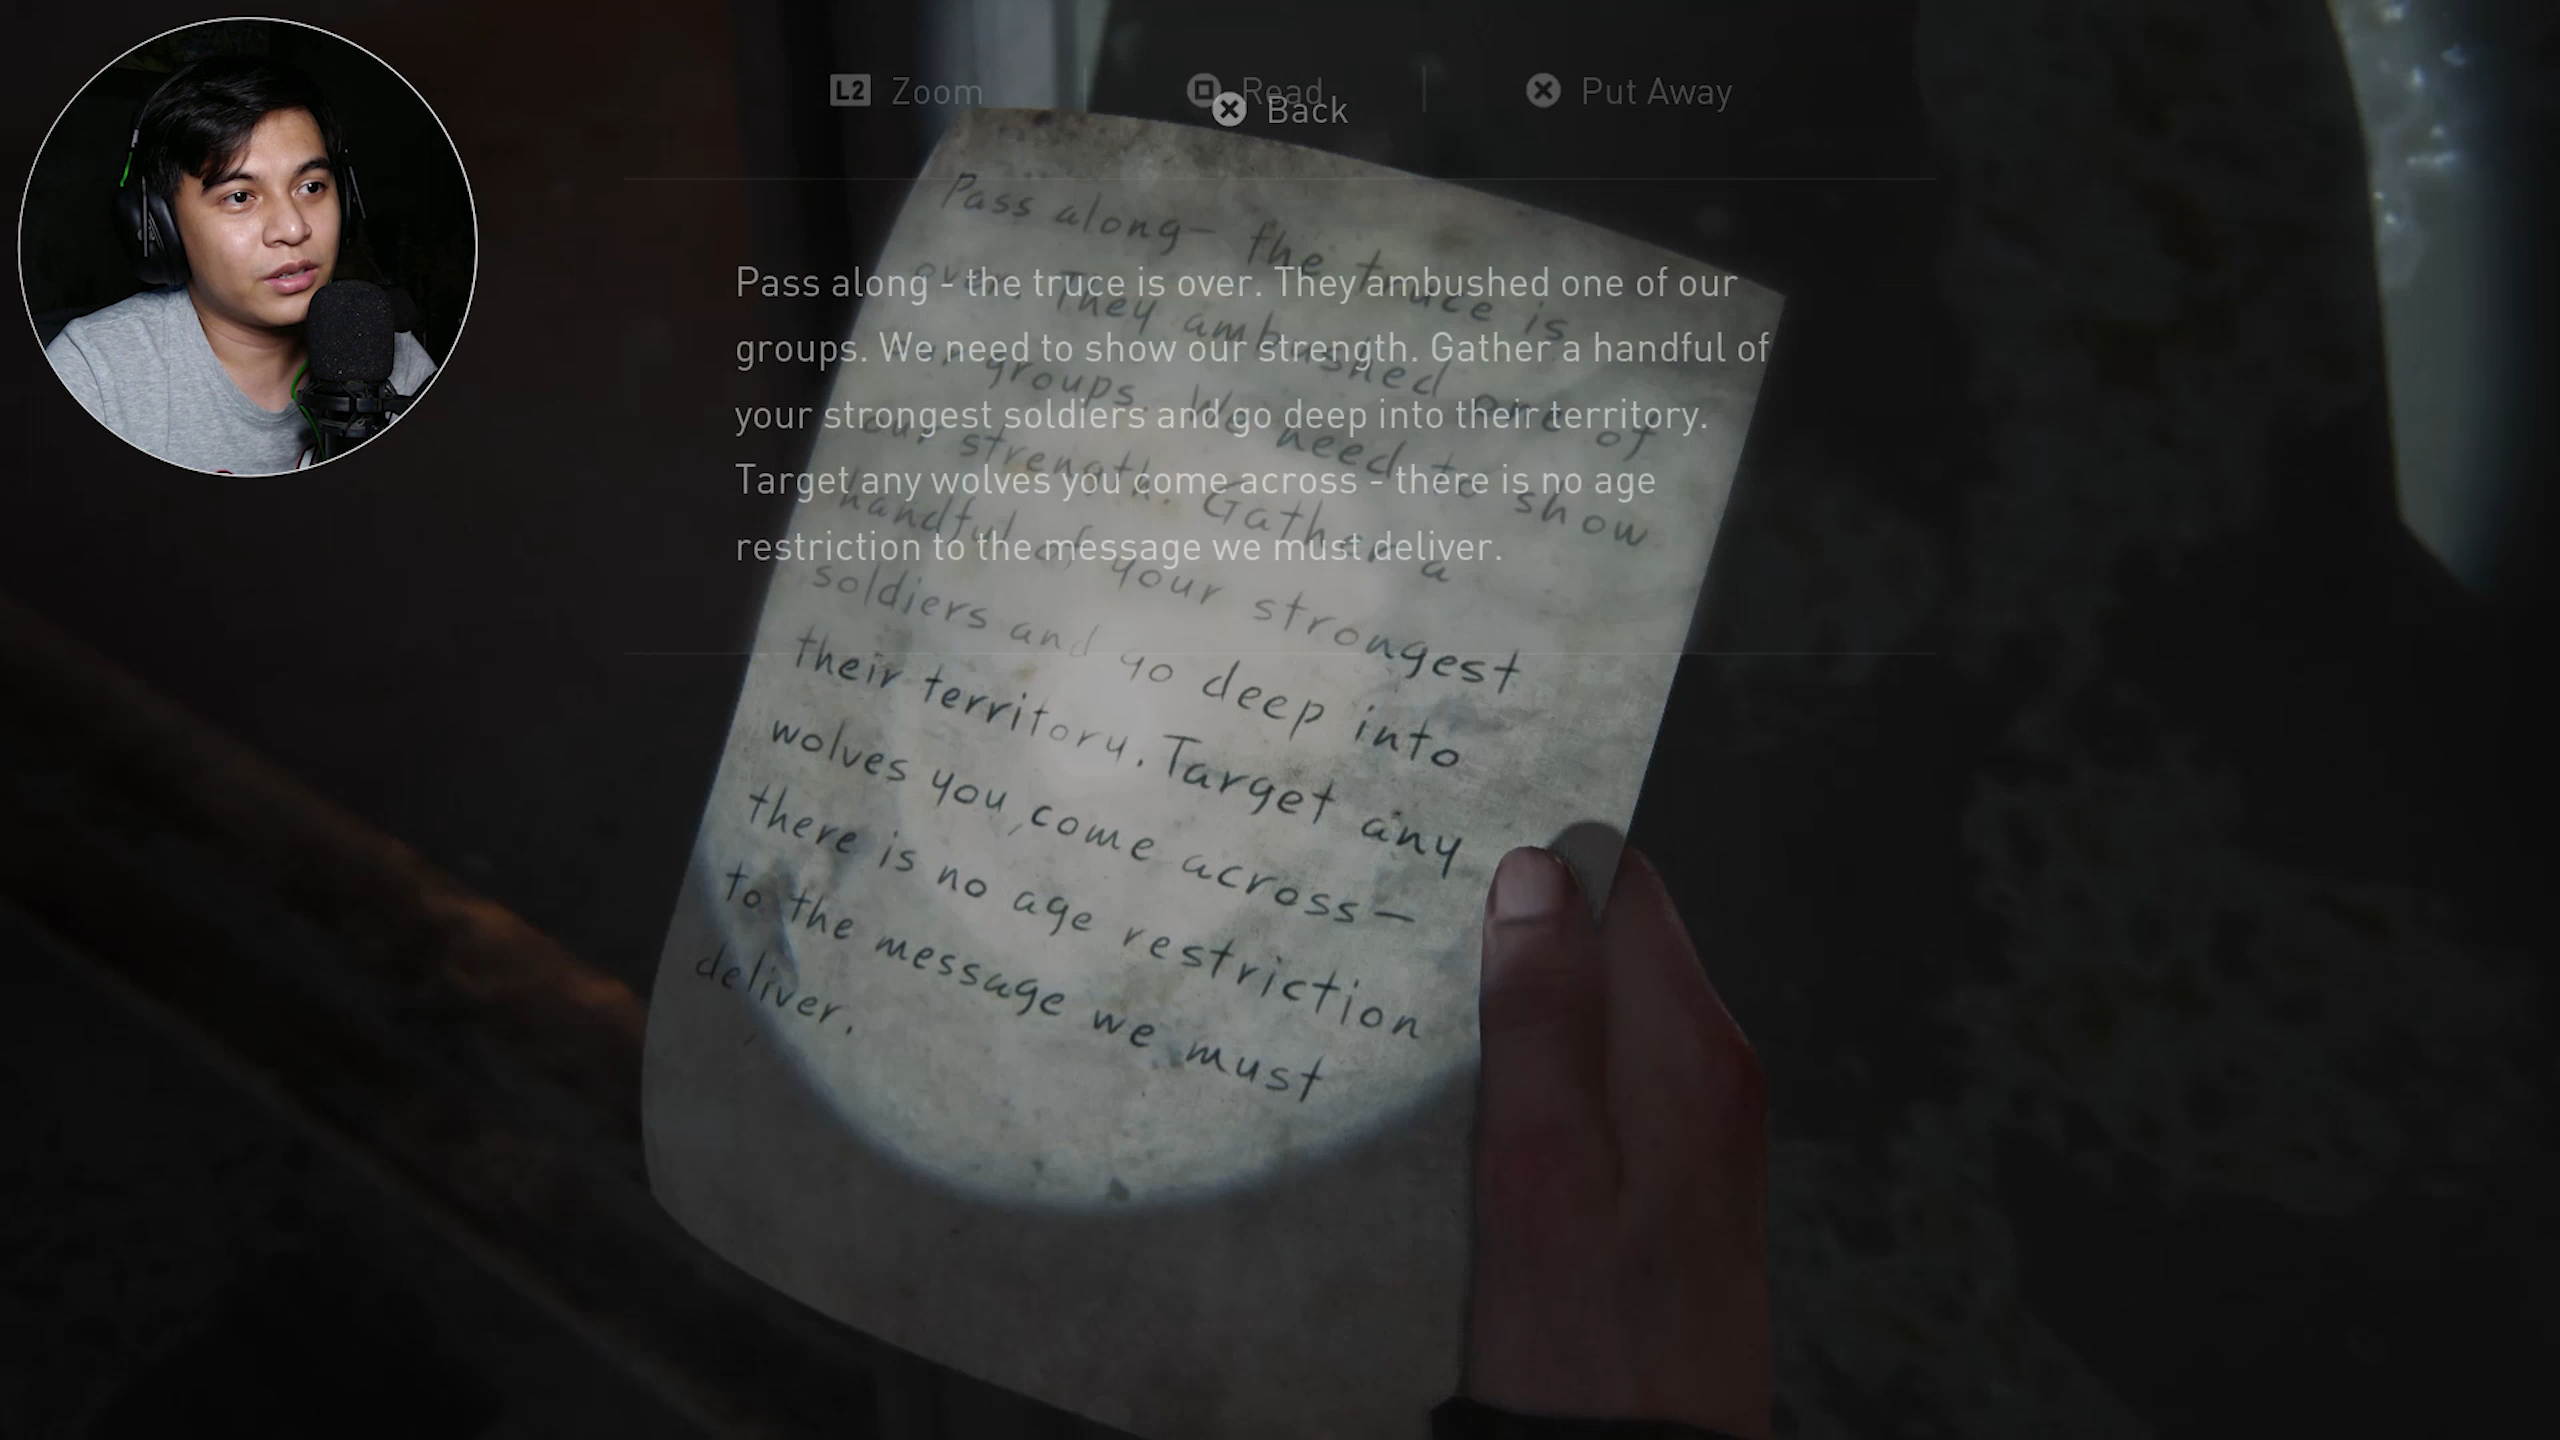 L2 Zoom
Read
Put Away
Back
Pass along - the truce is over. They ambushed one of our
groups. We need to show our strength. Gather a handful of
your strongest soldiers and go deep into their territory.
Target any wolves you come across - there is no age
restriction to the message we must deliver.
Pass along— the truce is
over. They ambushed one of
our groups. We need to show
our strength. Gather a
handful of your strongest
soldiers and go deep into
their territory. Target any
wolves you come across—
there is no age restriction
to the message we must
deliver.